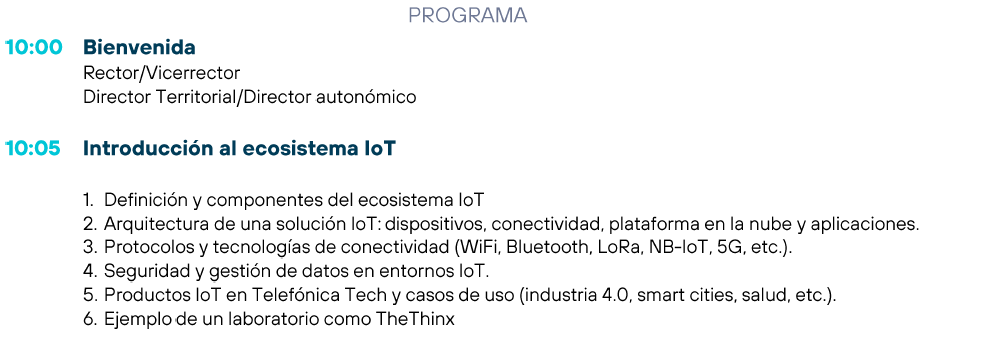 PROGRAMA
10:00 Bienvenida
Rector/Vicerrector
Director Territorial/Director autonómico
10:05 Introducción al ecosistema IoT
1. Definición y componentes del ecosistema IoT
2. Arquitectura de una solución IoT: dispositivos, conectividad, plataforma en la nube y aplicaciones.
3. Protocolos y tecnologías de conectividad (WiFi, Bluetooth, LoRa, NB-IoT, 5G, etc.).
4. Seguridad y gestión de datos en entornos IoT.
5. Productos IoT en Telefónica Tech y casos de uso (industria 4.0, smart cities, salud, etc.).
6. Ejemplo de un laboratorio como TheThinx